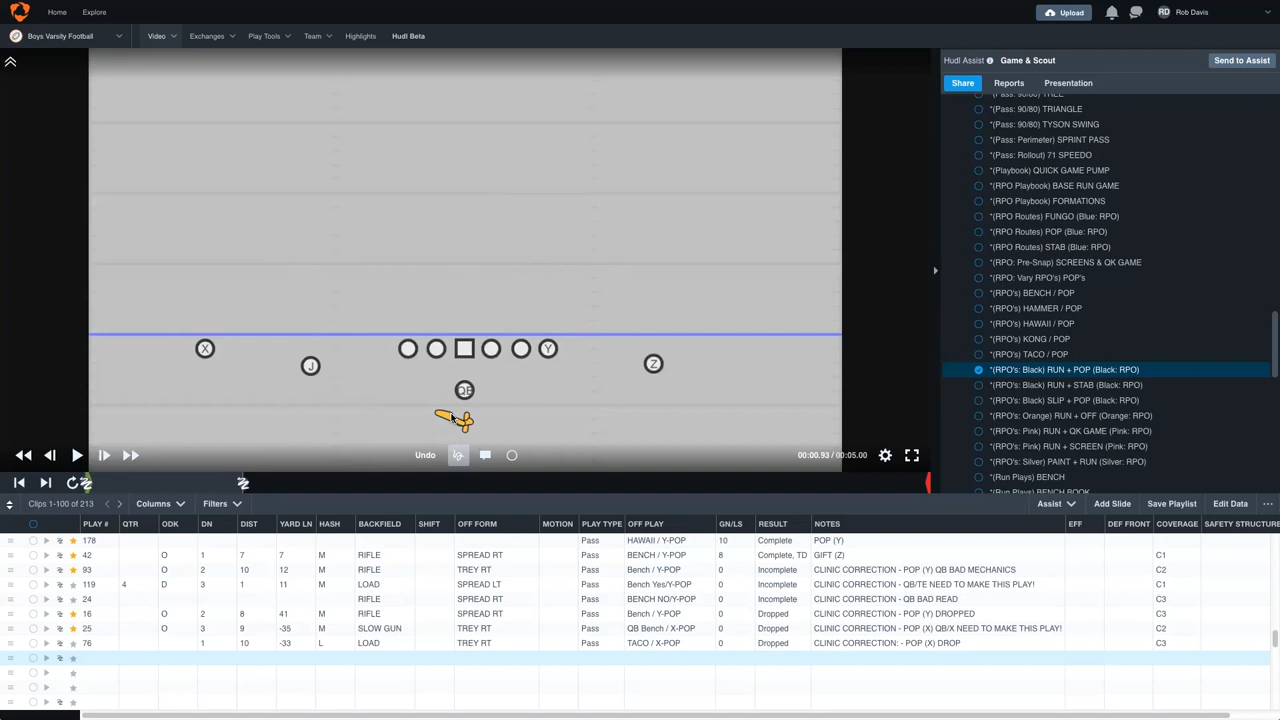 Home Explore Upload RD Rob Davis
Boys Varsity Football Video Exchanges Play Tools Team Highlights Hudl Beta
Hudl Assist Game & Scout Send to Assist
Share Reports Presentation
*(Pass: 90/80) TREE
*(Pass: 90/80) TRIANGLE
*(Pass: 90/80) TYSON SWING
*(Pass: Perimeter) SPRINT PASS
*(Pass: Rollout) 71 SPEEDO
*(Playbook) QUICK GAME PUMP
*(RPO Playbook) BASE RUN GAME
*(RPO Playbook) FORMATIONS
*(RPO Routes) FUNGO (Blue: RPO)
*(RPO Routes) POP (Blue: RPO)
*(RPO Routes) STAB (Blue: RPO)
*(RPO: Pre-Snap) SCREENS & QK GAME
*(RPO: Vary RPO's) POP's
*(RPO's) BENCH / POP
*(RPO's) HAMMER / POP
*(RPO's) HAWAII / POP
*(RPO's) KONG / POP
*(RPO's) TACO / POP
*(RPO's: Black) RUN + POP (Black: RPO)
*(RPO's: Black) RUN + STAB (Black: RPO)
*(RPO's: Black) SLIP + POP (Black: RPO)
*(RPO's: Orange) RUN + OFF (Orange: RPO)
*(RPO's: Pink) RUN + QK GAME (Pink: RPO)
*(RPO's: Pink) RUN + SCREEN (Pink: RPO)
*(RPO's: Silver) PAINT + RUN (Silver: RPO)
*(Run Plays) BENCH
*(Run Plays) BENCH BOOK
X Y
J Z
QB
Undo 00:00.93 / 00:05.00
Clips 1-100 of 213 Columns Filters Assist Add Slide Save Playlist Edit Data
PLAY # QTR ODK DN DIST YARD LN HASH BACKFIELD SHIFT OFF FORM MOTION PLAY TYPE OFF PLAY GN/LS RESULT NOTES EFF DEF FRONT COVERAGE SAFETY STRUCTURE
178 Pass HAWAII / Y-POP 10 Complete POP (Y)
42 O 1 7 7 M RIFLE SPREAD RT Pass BENCH / Y-POP 8 Complete, TD GIFT (Z) C1
93 O 2 10 12 M RIFLE TREY RT Pass Bench / Y-POP 0 Incomplete CLINIC CORRECTION - POP (Y) QB BAD MECHANICS C2
119 4 D 3 1 11 M LOAD SPREAD LT Pass Bench Yes/Y-POP 0 Incomplete CLINIC CORRECTION - QB/TE NEED TO MAKE THIS PLAY! C1
24 RIFLE SPREAD RT Pass BENCH NO/Y-POP 0 Incomplete CLINIC CORRECTION - QB BAD READ C3
16 O 2 8 41 M RIFLE SPREAD RT Pass Bench / Y-POP 0 Dropped CLINIC CORRECTION - POP (Y) DROPPED C3
25 O 3 9 -35 M SLOW GUN TREY RT Pass QB Bench / X-POP 0 Dropped CLINIC CORRECTION - POP (X) QB/X NEED TO MAKE THIS PLAY! C2
76 1 10 -33 L LOAD TREY RT Pass TACO / X-POP 0 Dropped CLINIC CORRECTION: - POP (X) DROP C3